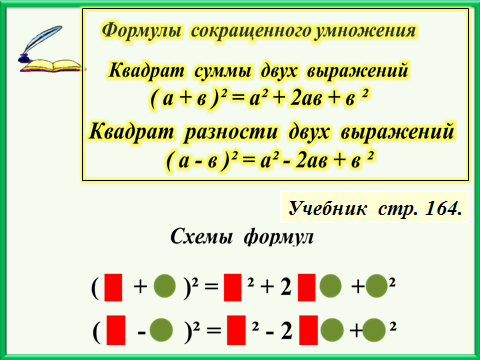 Формулы сокращенного умножения
Квадрат суммы двух выражений
( а + в )² = а² + 2ав + в ²
Квадрат разности двух выражений
( а - в )² = а² - 2ав + в ²
Учебник стр. 164.
Схемы формул
( + )² = ² + 2 + ²
( - )² = ² - 2 + ²